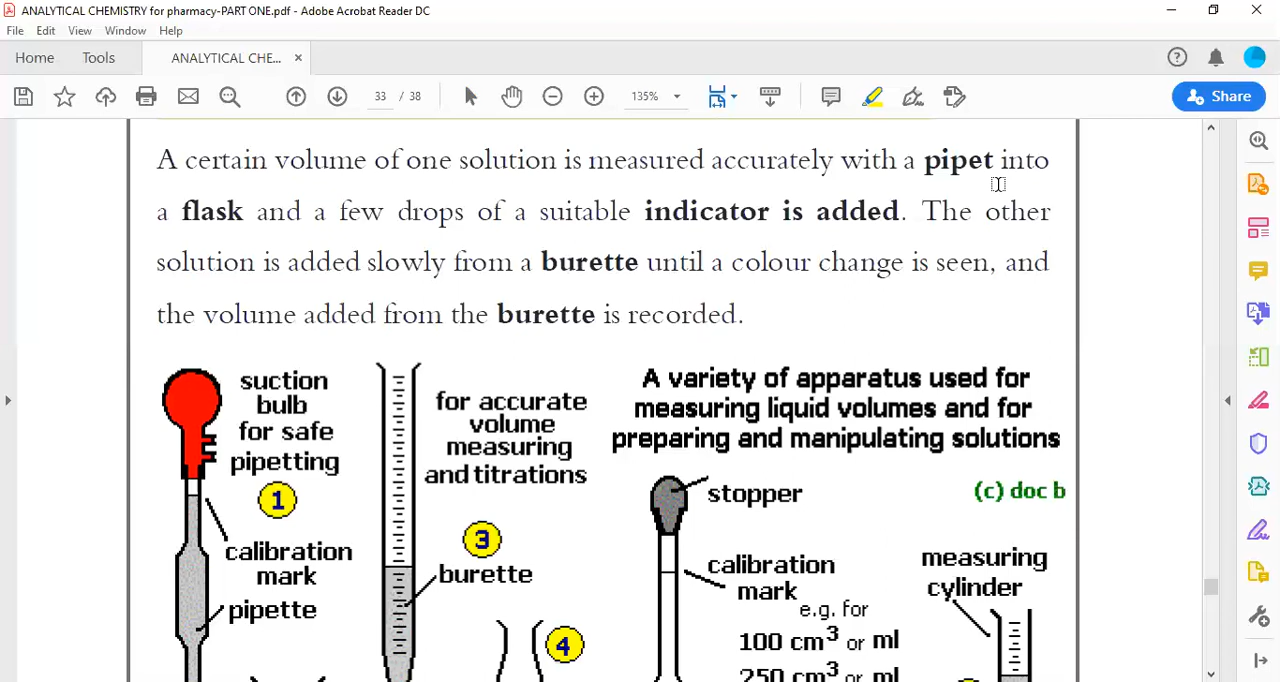 ANALYTICAL CHEMISTRY for pharmacy-PART ONE.pdf - Adobe Acrobat Reader DC
File Edit View Window Help
Home Tools ANALYTICAL CHE... ×
33 / 38 135% Share
A certain volume of one solution is measured accurately with a pipet into
a flask and a few drops of a suitable indicator is added. The other
solution is added slowly from a burette until a colour change is seen, and
the volume added from the burette is recorded.
suction
bulb
for safe
pipetting
1
calibration
mark
pipette
for accurate
volume
measuring
and titrations
3
burette
4
A variety of apparatus used for
measuring liquid volumes and for
preparing and manipulating solutions
stopper
(c) doc b
calibration
mark
e.g. for
100 cm³ or ml
250 cm³ or ml
measuring
cylinder